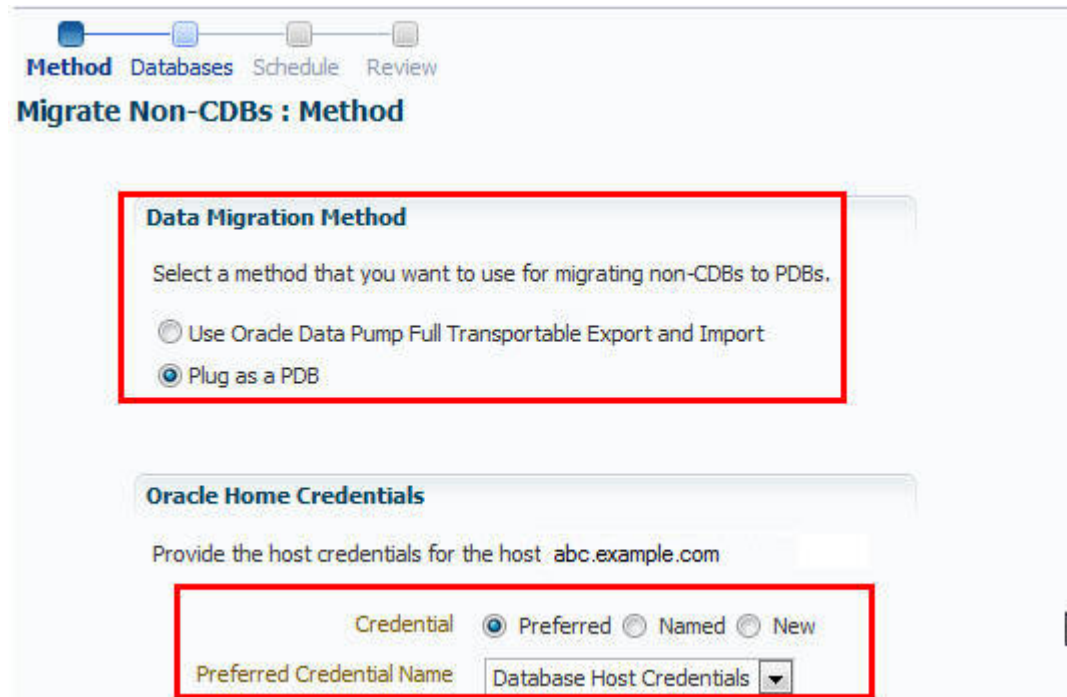 Method Databases Schedule Review
Migrate Non-CDBs : Method
Data Migration Method
Select a method that you want to use for migrating non-CDBs to PDBs.
Use Oracle Data Pump Full Transportable Export and Import
Plug as a PDB
Oracle Home Credentials
Provide the host credentials for the host abc.example.com
Credential Preferred Named New
Preferred Credential Name Database Host Credentials